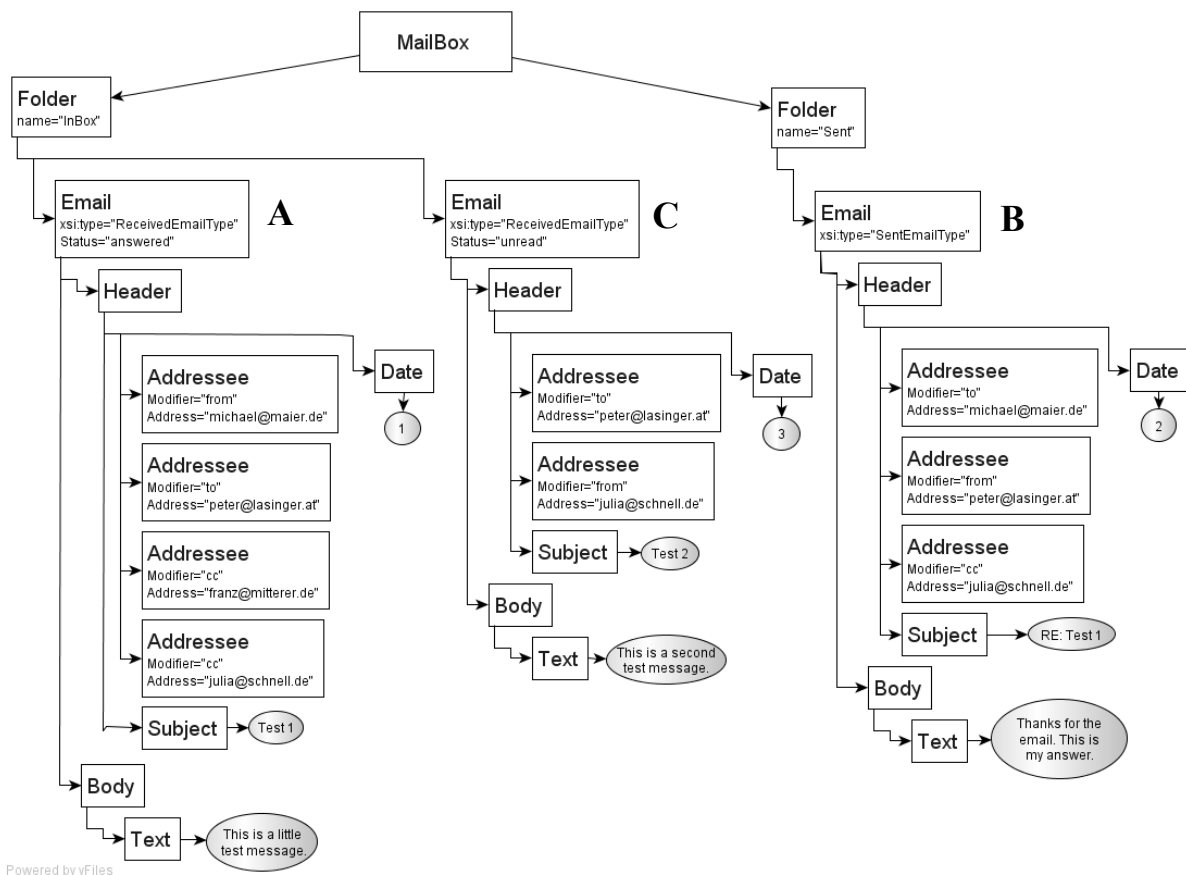 MailBox
Folder
name="InBox"
Folder
name="Sent"
Email
xsi:type="ReceivedEmailType"
Status="answered"
A
Header
Addressee
Modifier="from"
Address="michael@maier.de"
Addressee
Modifier="to"
Address="peter@lasinger.at"
Addressee
Modifier="cc"
Address="franz@mitterer.de"
Addressee
Modifier="cc"
Address="julia@schnell.de"
Subject
Test 1
Date
1
Body
Text
This is a little
test message.
Email
xsi:type="ReceivedEmailType"
Status="unread"
C
Header
Addressee
Modifier="to"
Address="peter@lasinger.at"
Addressee
Modifier="from"
Address="julia@schnell.de"
Subject
Test 2
Date
3
Body
Text
This is a second
test message.
Email
xsi:type="SentEmailType"
B
Header
Addressee
Modifier="to"
Address="michael@maier.de"
Addressee
Modifier="from"
Address="peter@lasinger.at"
Addressee
Modifier="cc"
Address="julia@schnell.de"
Subject
RE: Test 1
Date
2
Body
Text
Thanks for the
email. This is
my answer.
Powered by yFiles